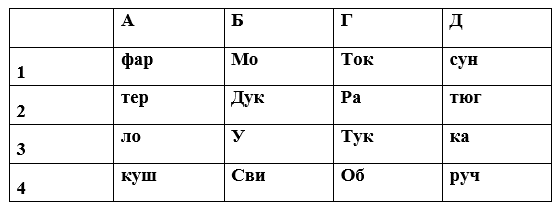 А Б Г Д
1 фар Мо Ток сун
2 тер Дук Ра тюг
3 ло У Тук ка
4 куш Сви Об руч